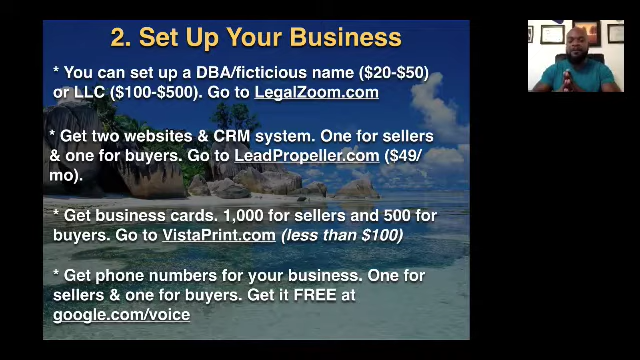 2. Set Up Your Business
* You can set up a DBA/ficticious name ($20-$50)
or LLC ($100-$500). Go to LegalZoom.com
* Get two websites & CRM system. One for sellers
& one for buyers. Go to LeadPropeller.com ($49/
mo).
* Get business cards. 1,000 for sellers and 500 for
buyers. Go to VistaPrint.com (less than $100)
* Get phone numbers for your business. One for
sellers & one for buyers. Get it FREE at
google.com/voice